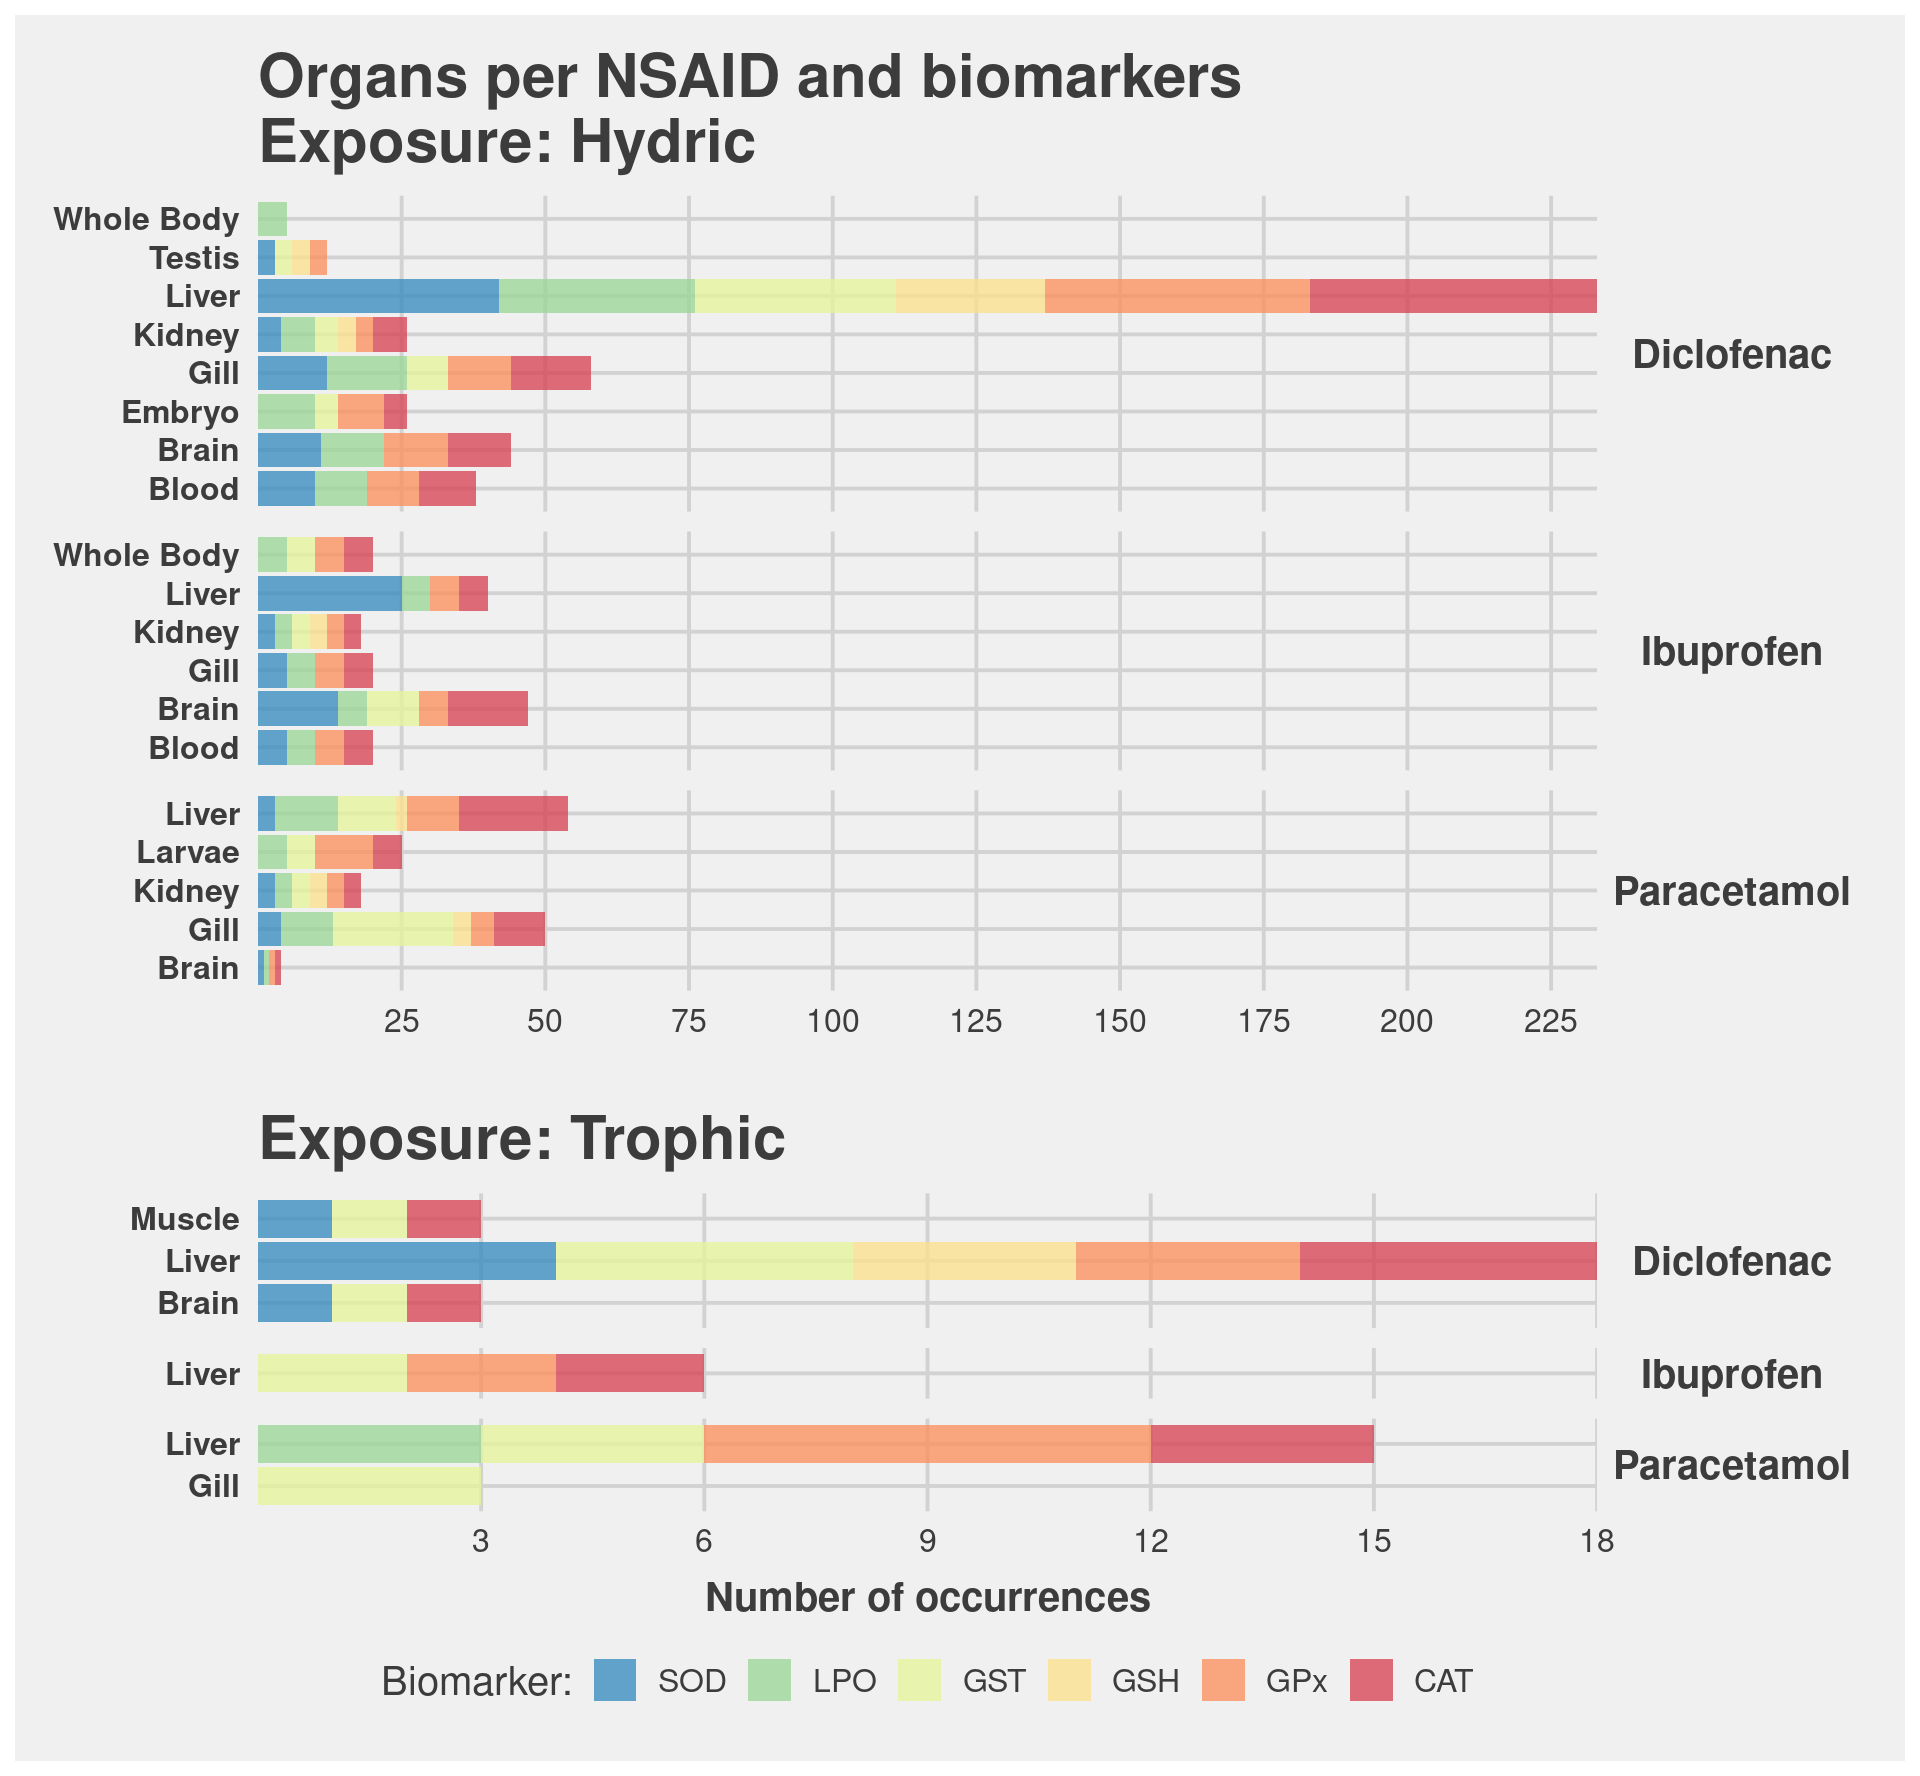 Organs per NSAID and biomarkers
Exposure: Hydric
Whole Body
Testis
Liver
Kidney
Gill
Embryo
Brain
Blood
Diclofenac
Whole Body
Liver
Kidney
Gill
Brain
Blood
Ibuprofen
Liver
Larvae
Kidney
Gill
Brain
Paracetamol
25 50 75 100 125 150 175 200 225
Exposure: Trophic
Muscle
Liver
Brain
Diclofenac
Liver
Ibuprofen
Liver
Gill
Paracetamol
3 6 9 12 15 18
Number of occurrences
Biomarker: SOD LPO GST GSH GPx CAT